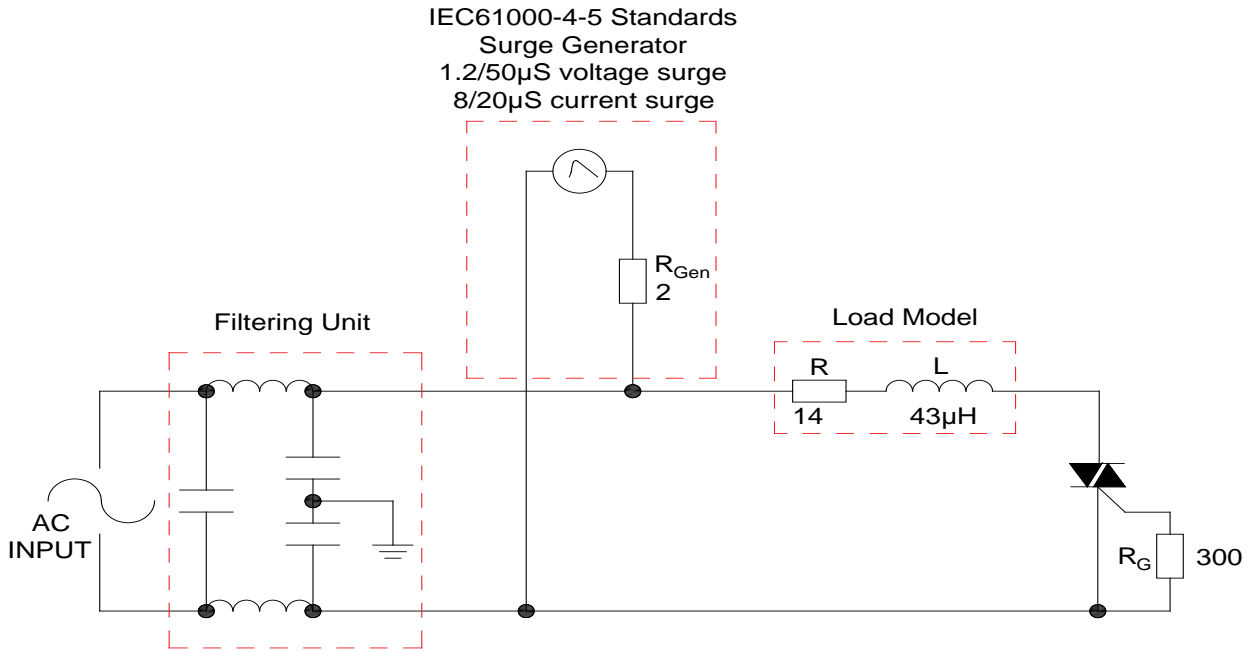 IEC61000-4-5 Standards
Surge Generator
1.2/50µS voltage surge
8/20µS current surge
RGen
2
Filtering Unit
Load Model
R
L
14
43µH
AC
INPUT
RG
300